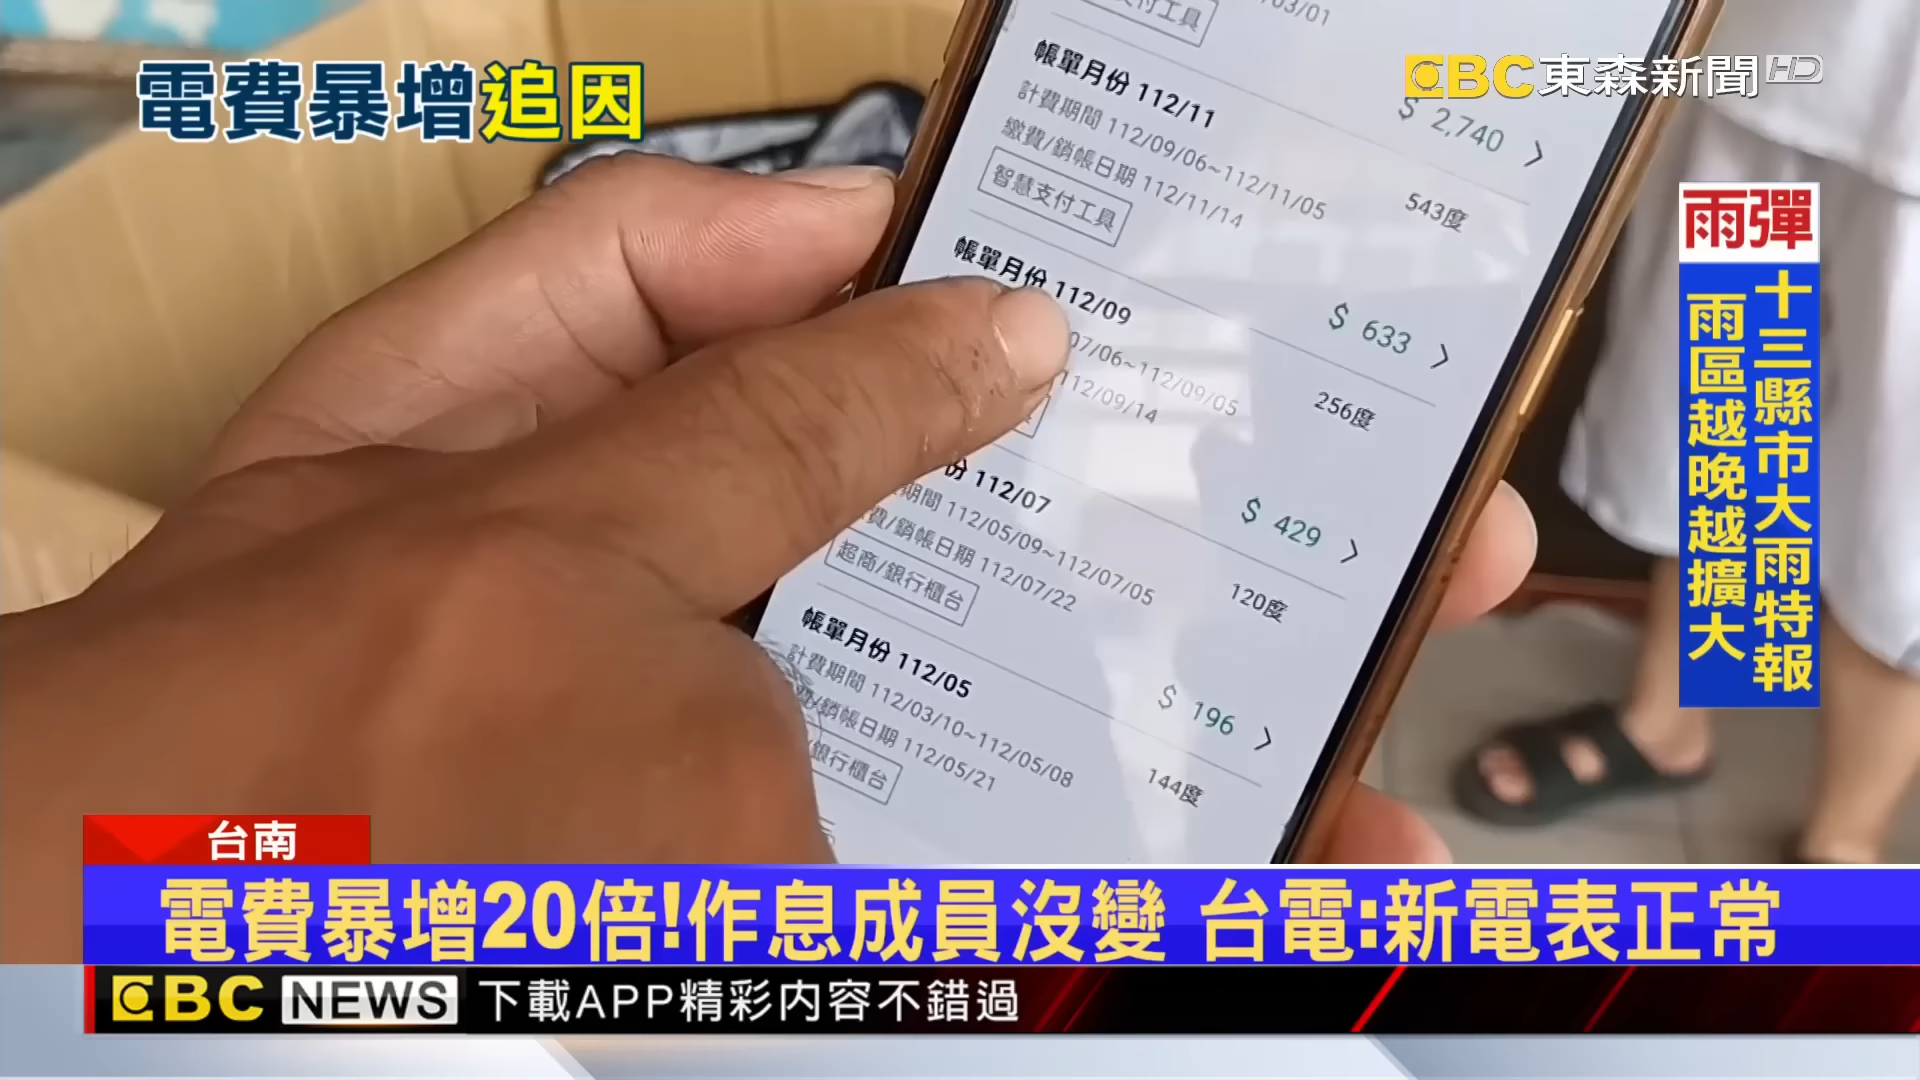 電費暴增追因
EBC東森新聞HD
雨彈
十三縣市大雨特報
雨區越晚越擴大
支付工具
03/01
帳單月份 112/11
$ 2,740
計費期間 112/09/06~112/11/05
543度
繳費/銷帳日期 112/11/14
智慧支付工具
帳單月份 112/09
$ 633
07/06~112/09/05
256度
112/09/14
份 112/07
$ 429
期間 112/05/09~112/07/05
120度
費/銷帳日期 112/07/22
超商/銀行櫃台
帳單月份 112/05
$ 196
計費期間 112/03/10~112/05/08
144度
費/銷帳日期 112/05/21
/銀行櫃台
台南
電費暴增20倍!作息成員沒變 台電:新電表正常
EBC NEWS 下載APP精彩內容不錯過